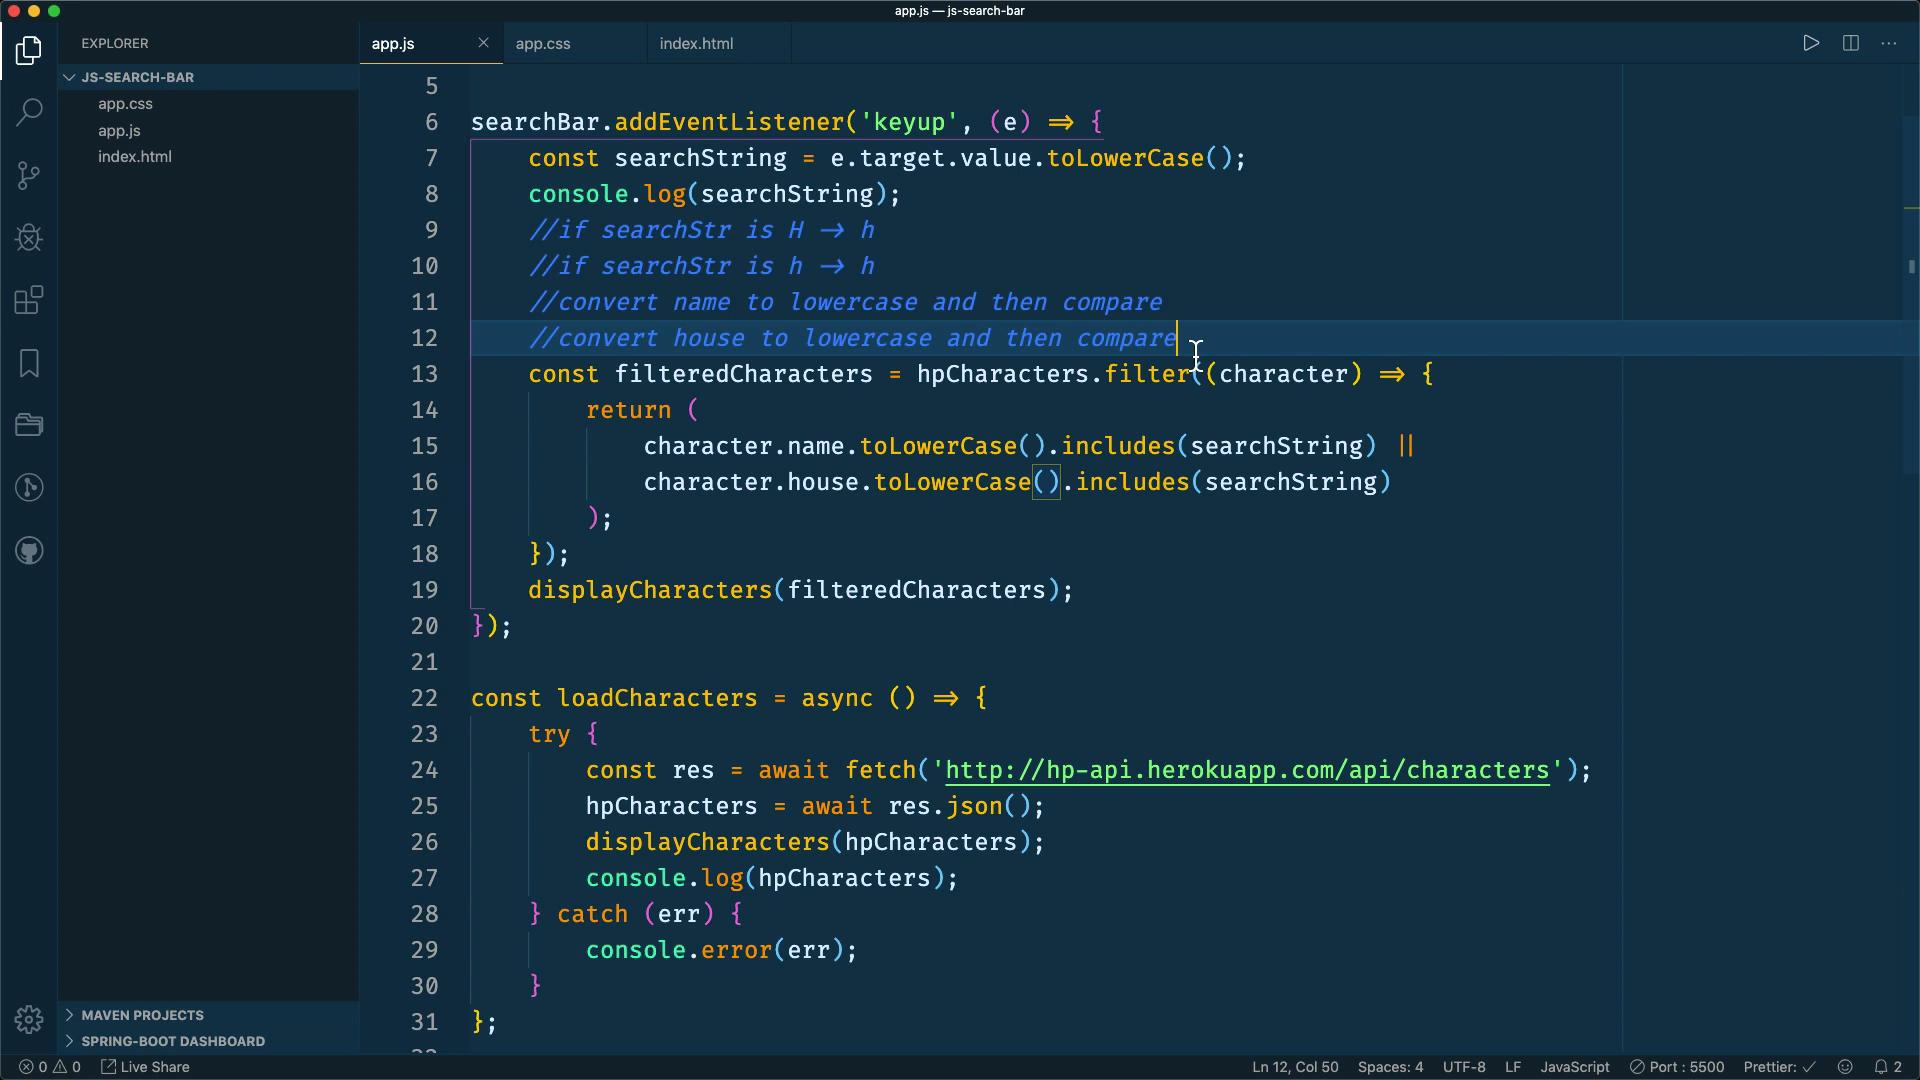 app.js — js-search-bar
EXPLORER
JS-SEARCH-BAR
app.css
app.js
index.html
MAVEN PROJECTS
SPRING-BOOT DASHBOARD
app.js app.css index.html
5
6 searchBar.addEventListener('keyup', (e) => {
7 const searchString = e.target.value.toLowerCase();
8 console.log(searchString);
9 //if searchStr is H -> h
10 //if searchStr is h -> h
11 //convert name to lowercase and then compare
12 //convert house to lowercase and then compare
13 const filteredCharacters = hpCharacters.filter((character) => {
14 return (
15 character.name.toLowerCase().includes(searchString) ||
16 character.house.toLowerCase().includes(searchString)
17 );
18 });
19 displayCharacters(filteredCharacters);
20 });
21
22 const loadCharacters = async () => {
23 try {
24 const res = await fetch('http://hp-api.herokuapp.com/api/characters');
25 hpCharacters = await res.json();
26 displayCharacters(hpCharacters);
27 console.log(hpCharacters);
28 } catch (err) {
29 console.error(err);
30 }
31 };
0 0 Live Share Ln 12, Col 50 Spaces: 4 UTF-8 LF JavaScript Port : 5500 Prettier: ✓ 2